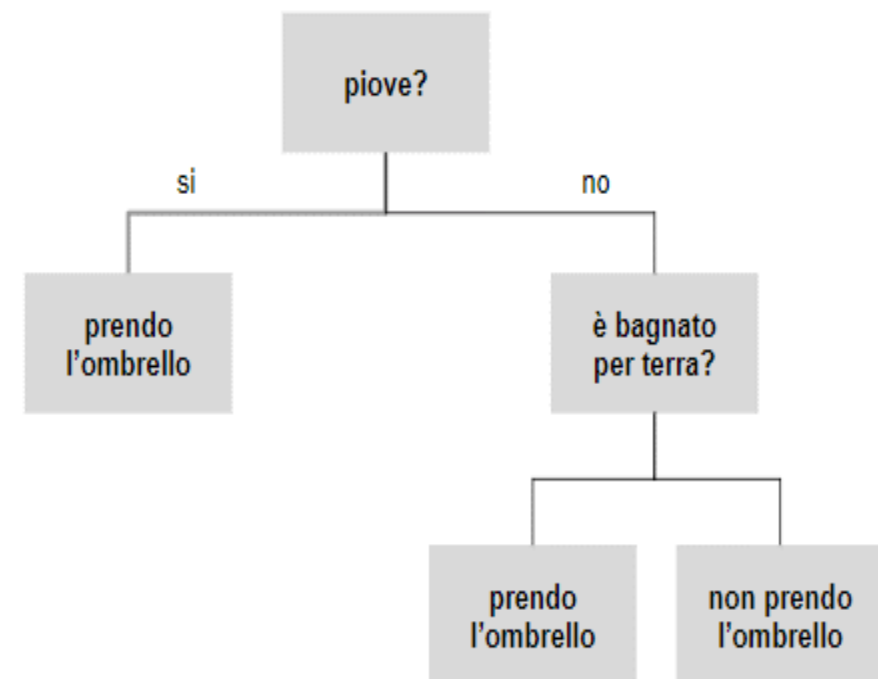 piove?
si
no
prendo
l'ombrello
è bagnato
per terra?
prendo
l'ombrello
non prendo
l'ombrello